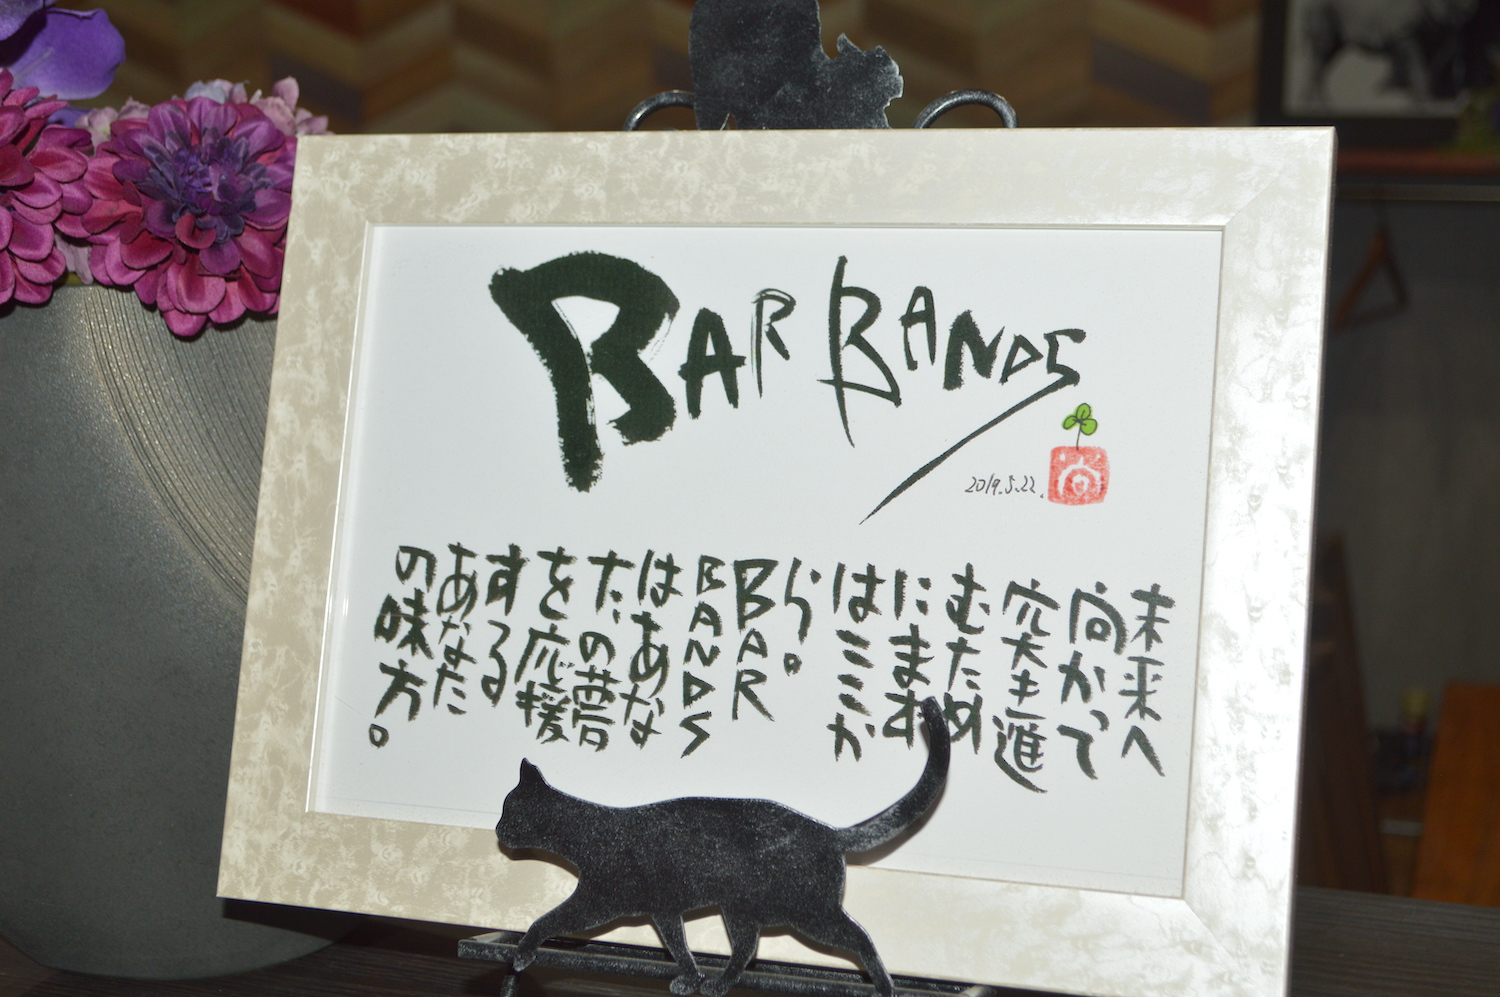 BAR BANDS
2019.5.22.
未来へ
向かって
突き進
むため
にまず
はここか
ら。
BAR
BANDS
はあな
たの夢
を応援
する
あなた
の味方。